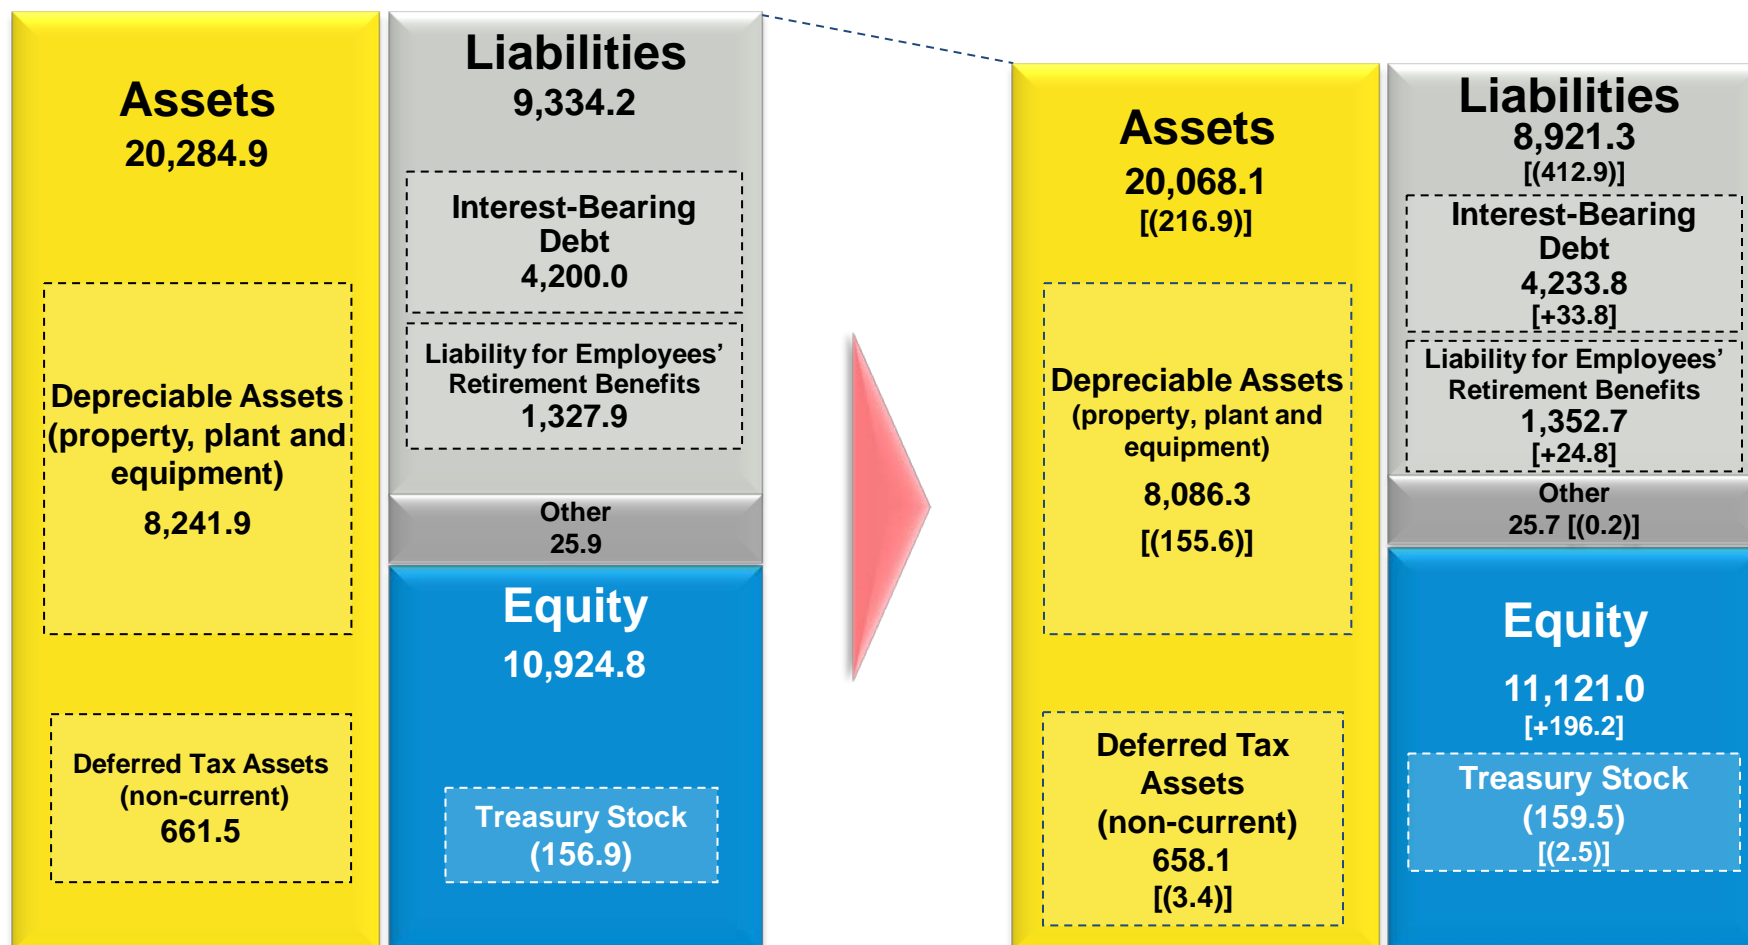 Assets
20,284.9
Depreciable Assets
(property, plant and
equipment)
8,241.9
Deferred Tax Assets
(non-current)
661.5
Liabilities
9,334.2
Interest-Bearing
Debt
4,200.0
Liability for Employees’
Retirement Benefits
1,327.9
Other
25.9
Equity
10,924.8
Treasury Stock
(156.9)
Assets
20,068.1
[(216.9)]
Depreciable Assets
(property, plant and
equipment)
8,086.3
[(155.6)]
Deferred Tax
Assets
(non-current)
658.1
[(3.4)]
Liabilities
8,921.3
[(412.9)]
Interest-Bearing
Debt
4,233.8
[+33.8]
Liability for Employees’
Retirement Benefits
1,352.7
[+24.8]
Other
25.7 [(0.2)]
Equity
11,121.0
[+196.2]
Treasury Stock
(159.5)
[(2.5)]